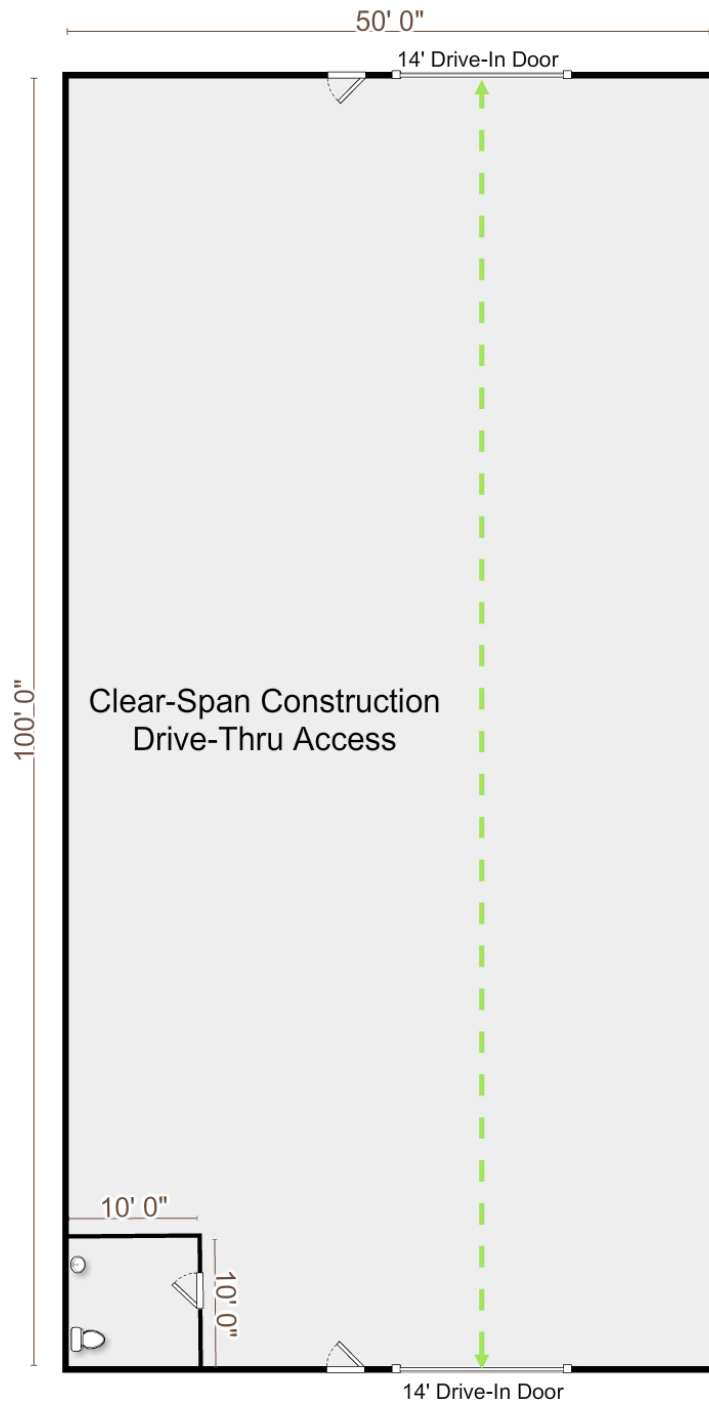 50' 0"
14' Drive-In Door
100' 0"
Clear-Span Construction
Drive-Thru Access
10' 0"
10' 0"
14' Drive-In Door